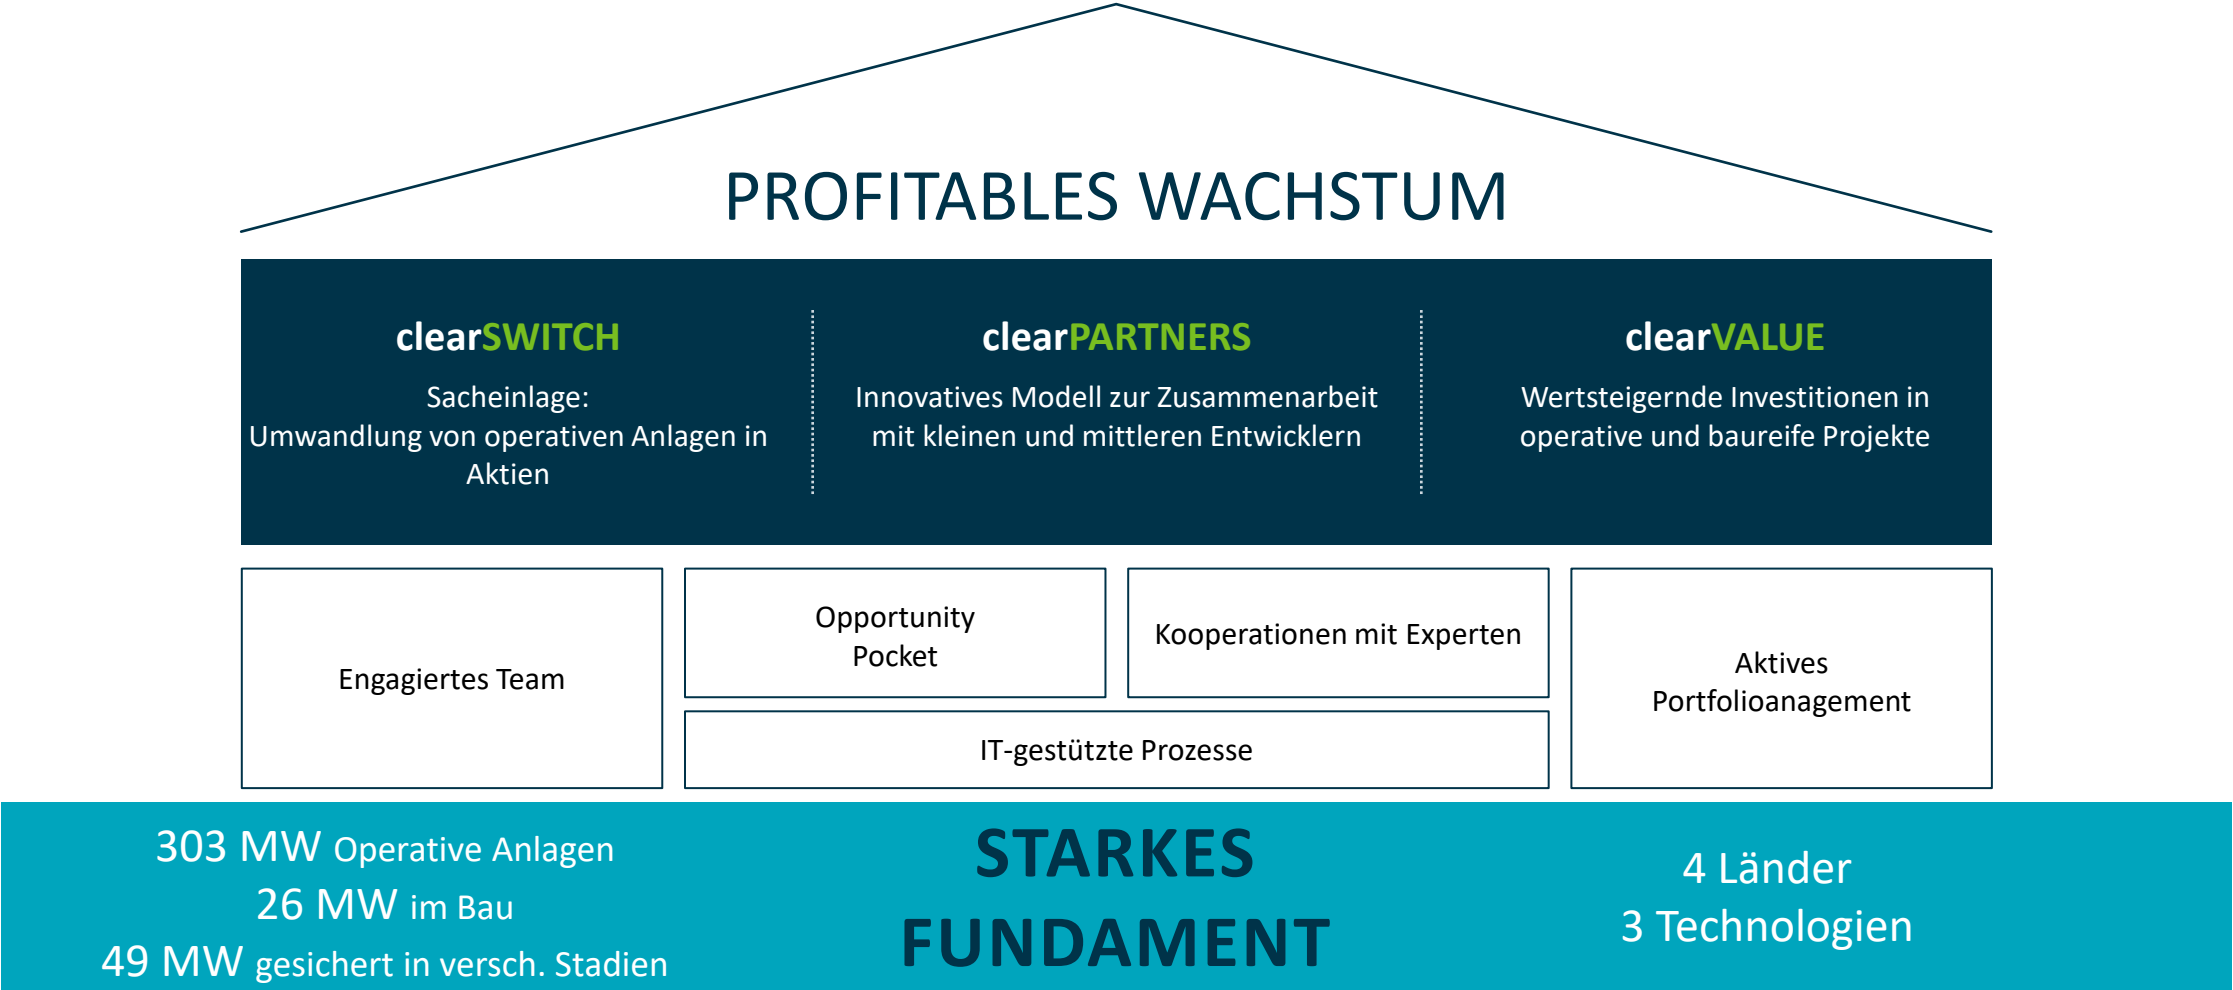 PROFITABLES WACHSTUM
clearSWITCH
Sacheinlage:
Umwandlung von operativen Anlagen in
Aktien
clearPARTNERS
Innovatives Modell zur Zusammenarbeit
mit kleinen und mittleren Entwicklern
clearVALUE
Wertsteigernde Investitionen in
operative und baureife Projekte
Engagiertes Team
Opportunity
Pocket
Kooperationen mit Experten
IT-gestützte Prozesse
Aktives
Portfolioanagement
303 MW Operative Anlagen
26 MW im Bau
49 MW gesichert in versch. Stadien
STARKES
FUNDAMENT
4 Länder
3 Technologien